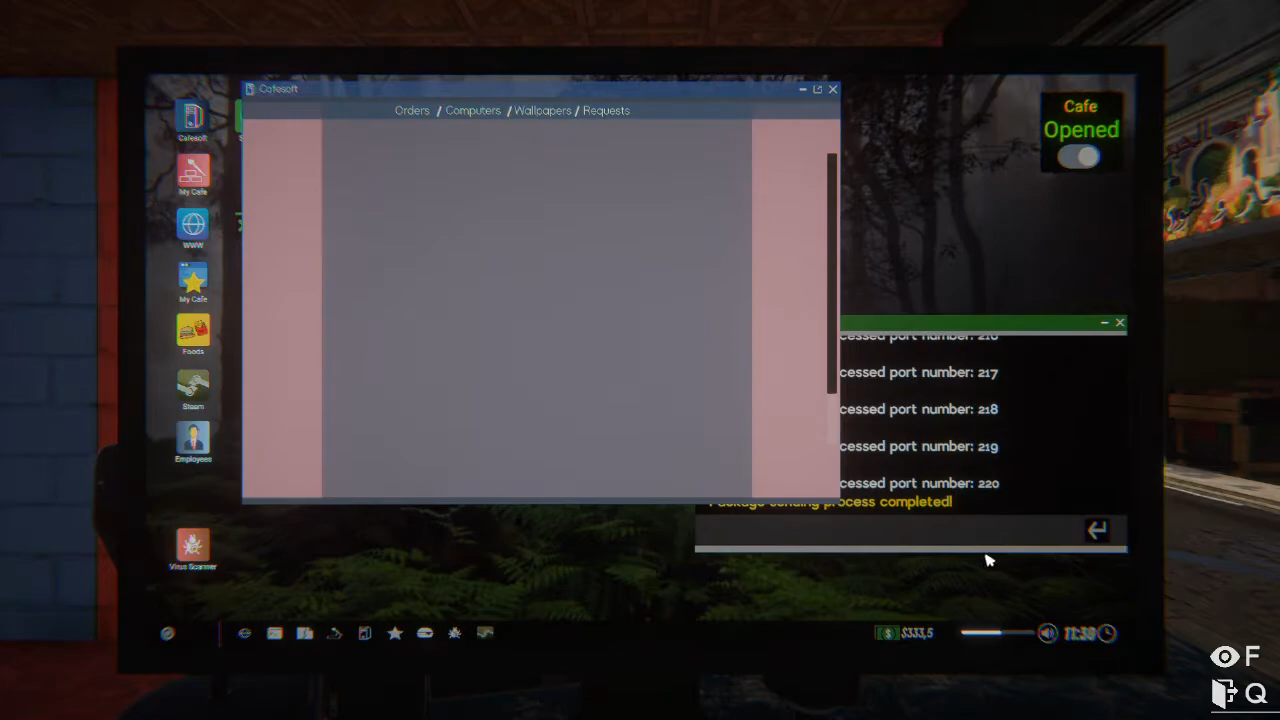 Cafesoft
Orders / Computers / Wallpapers / Requests
Cafe
Opened
Cafesoft
My Cafe
WWW
My Cafe
Foods
Steam
Employees
Virus Scanner
cessed port number: 217
cessed port number: 218
cessed port number: 219
cessed port number: 220
Package sending process completed!
$333,5
11:30
F
Q